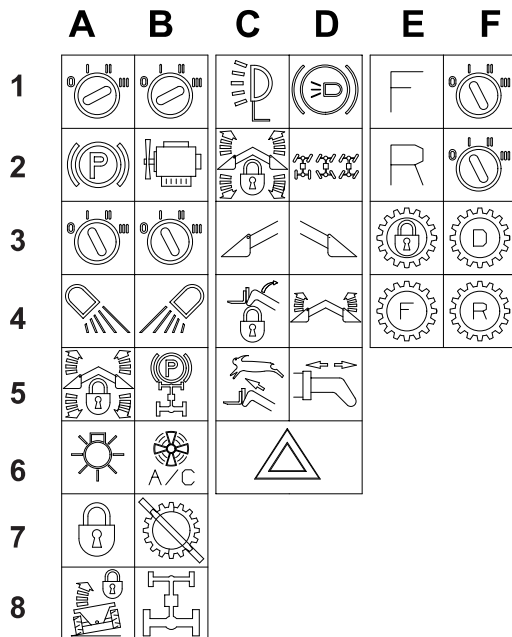 A B C D E F
1 0 I II III 0 I II III F 0 I II III
2 P R 0 I II III
3 0 I II III 0 I II III D
4 F R
5 P
6 A/C
7
8